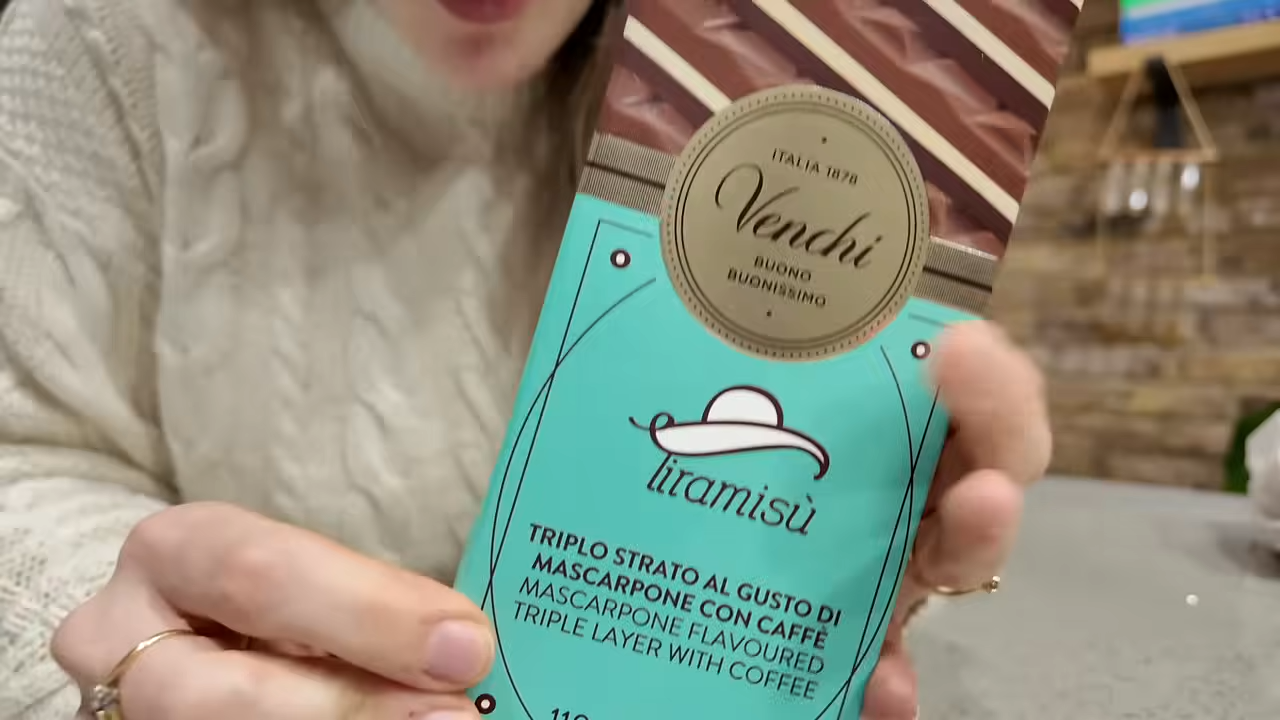 ITALIA 1878
Venchi
BUONO
BUONISSIMO
Tiramisù
TRIPLO STRATO AL GUSTO DI
MASCARPONE CON CAFFÈ
MASCARPONE FLAVOURED
TRIPLE LAYER WITH COFFEE